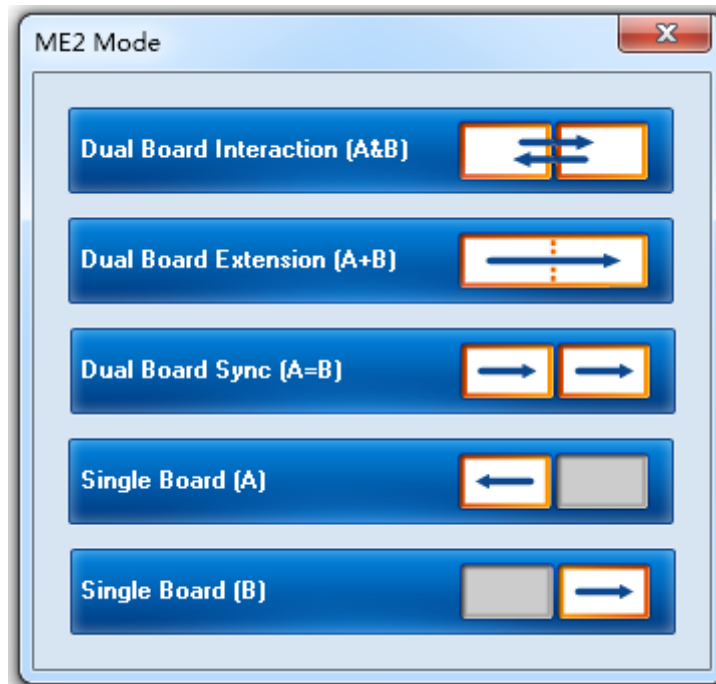 ME2 Mode
Dual Board Interaction (A&B)
Dual Board Extension (A+B)
Dual Board Sync (A=B)
Single Board (A)
Single Board (B)